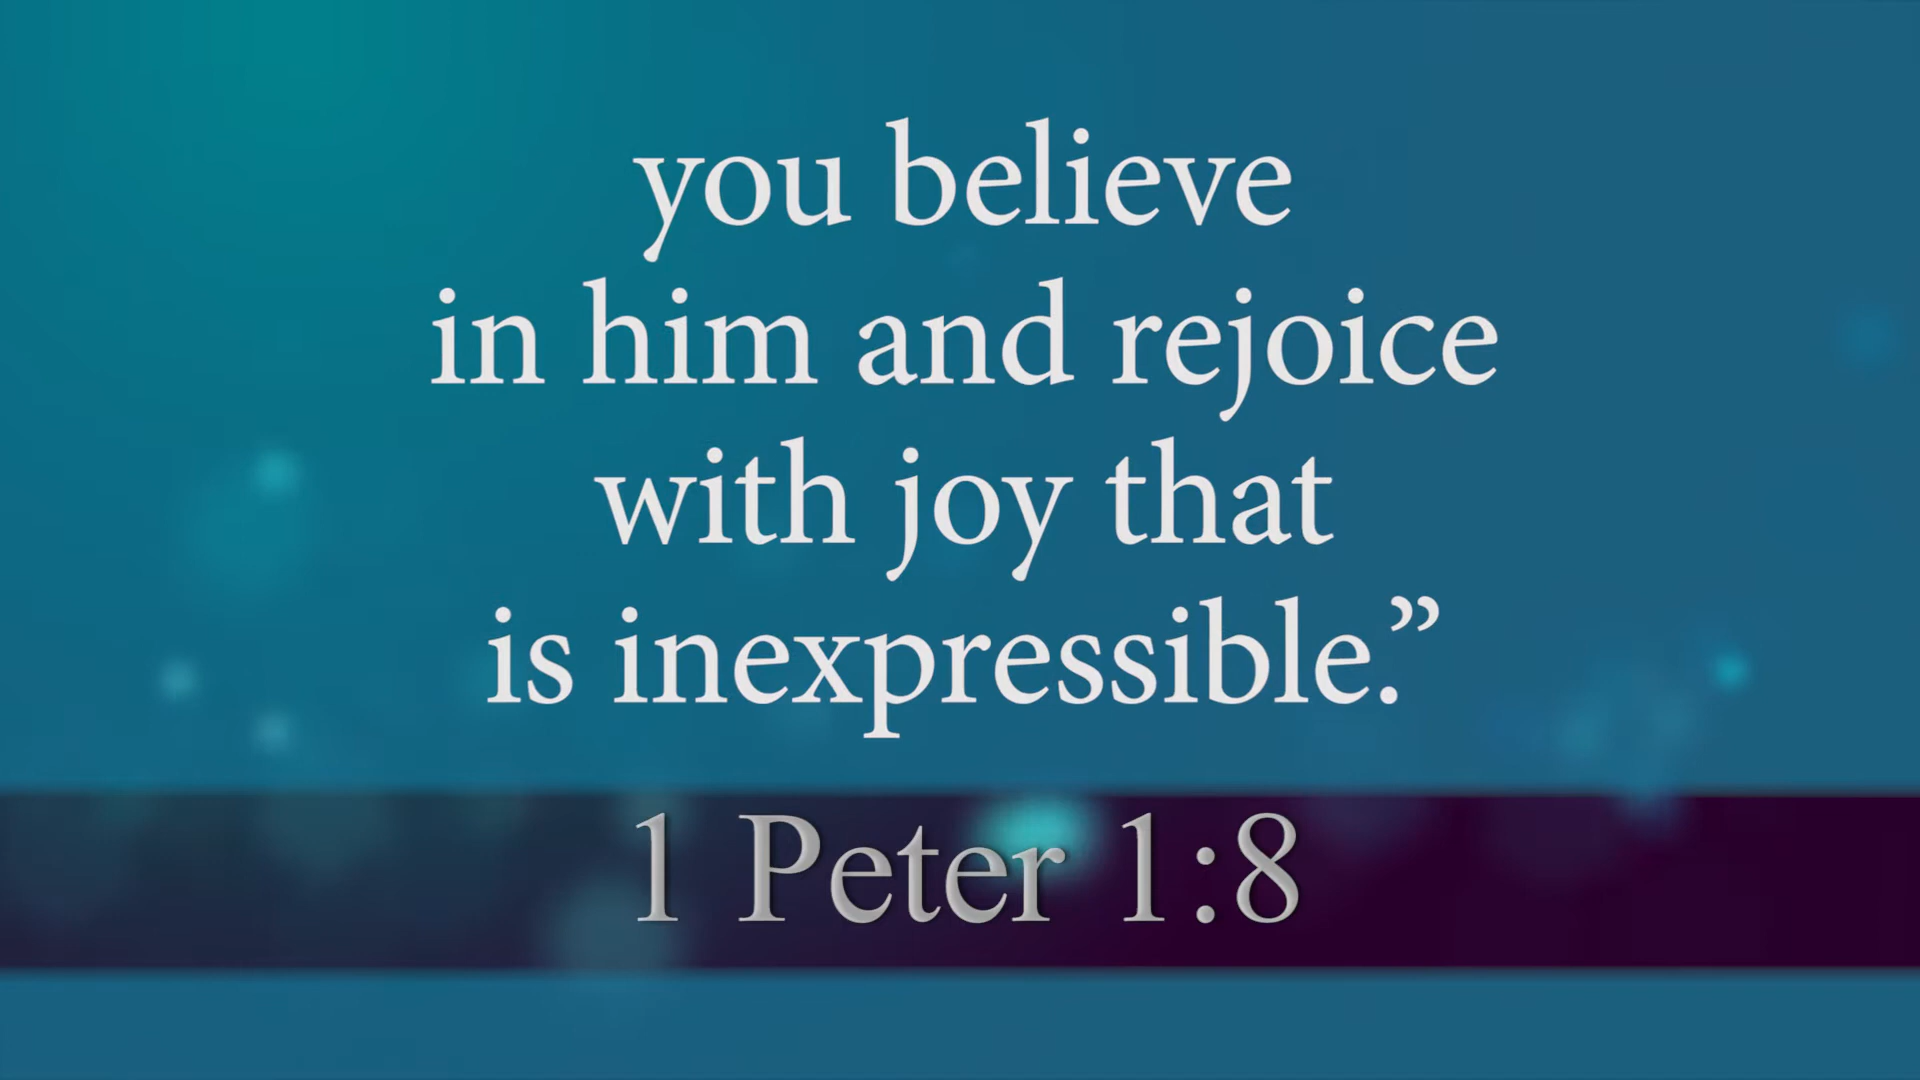 you believe
in him and rejoice
with joy that
is inexpressible.”
1 Peter 1:8